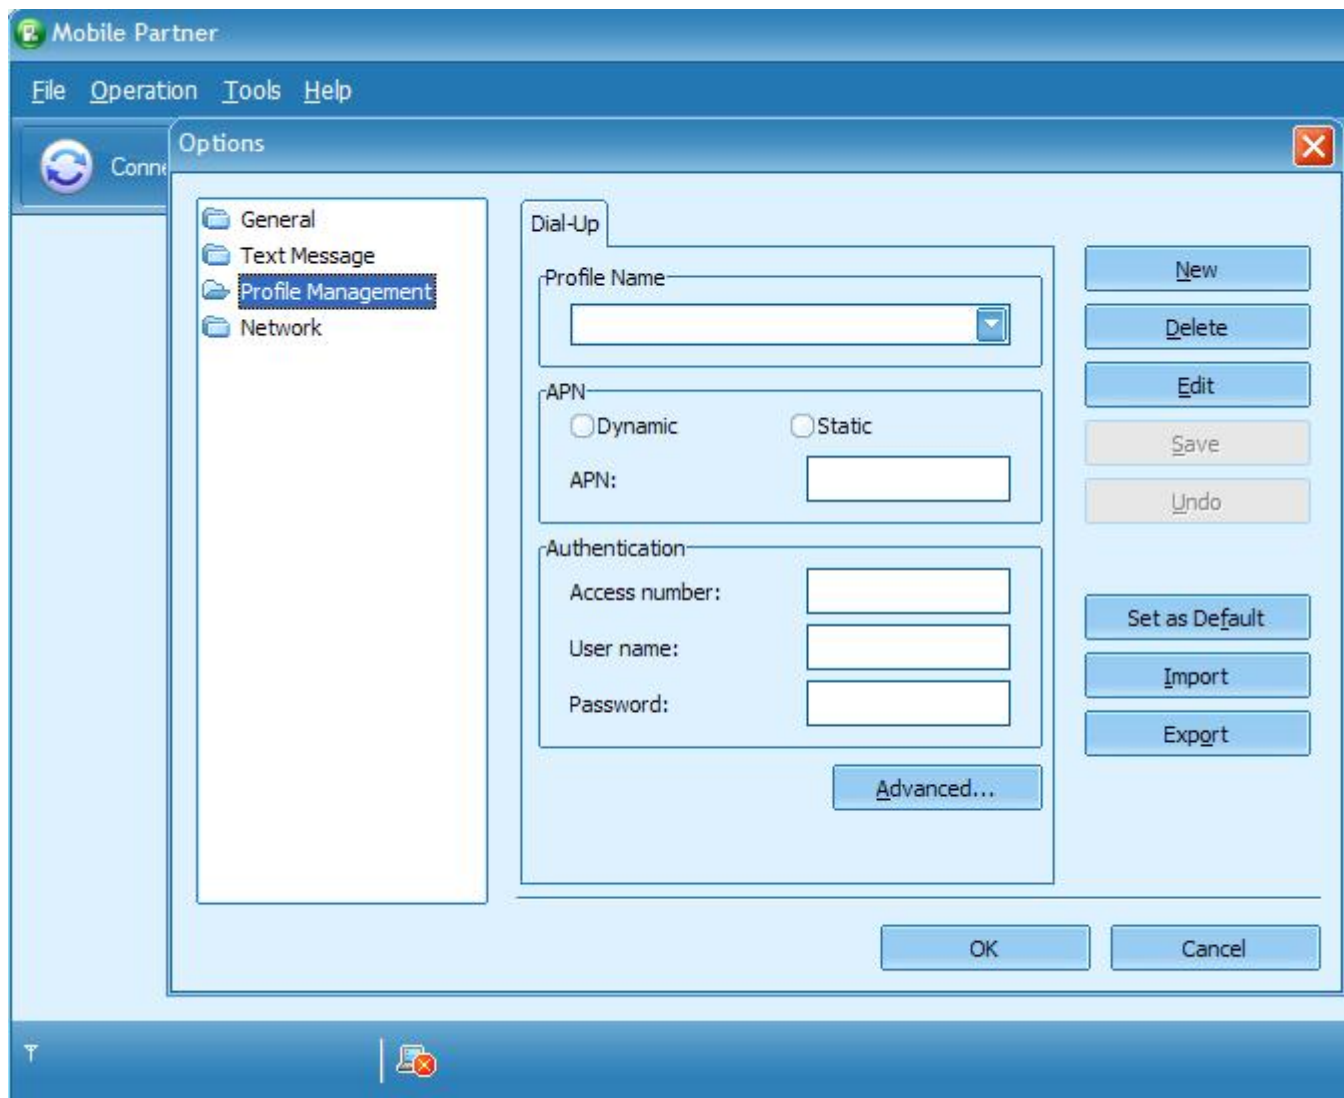 Mobile Partner
File Operation Tools Help
Conne
Options
General
Text Message
Profile Management
Network
Dial-Up
Profile Name
APN
Dynamic Static
APN:
Authentication
Access number:
User name:
Password:
Advanced...
New
Delete
Edit
Save
Undo
Set as Default
Import
Export
OK Cancel